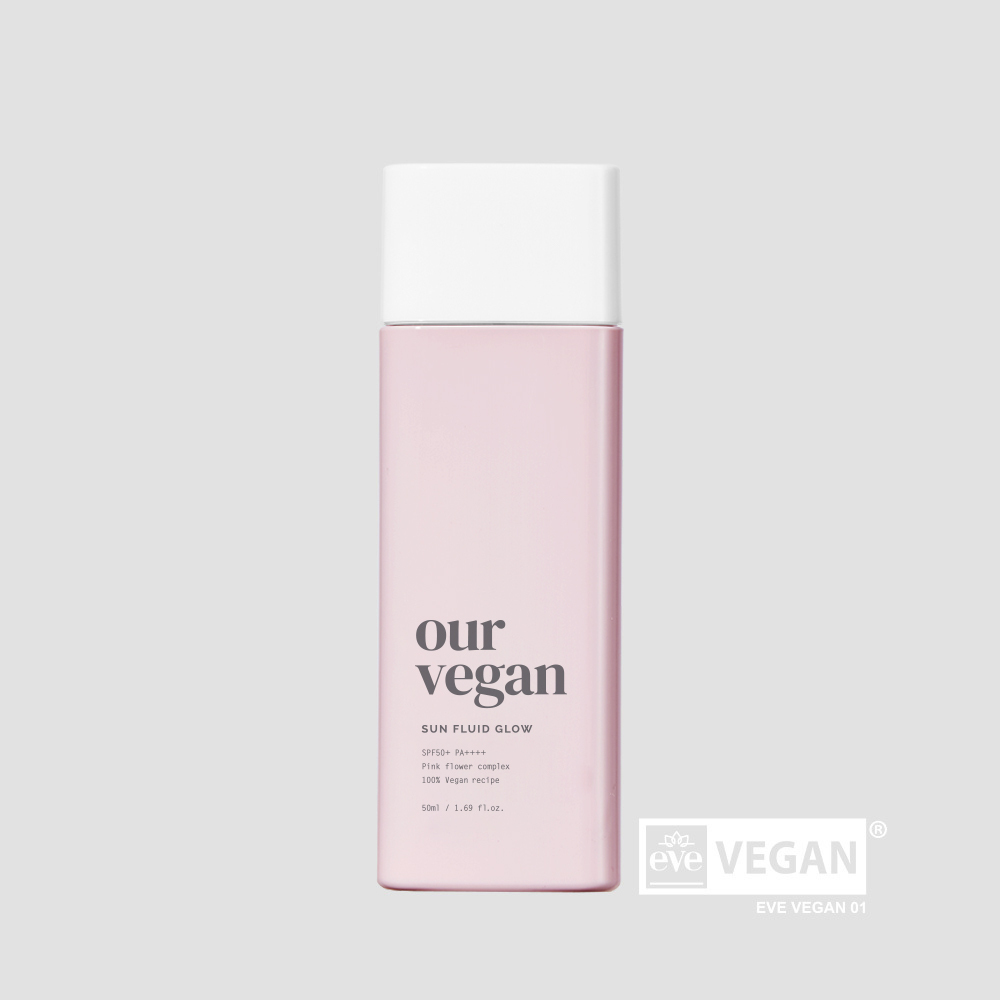 our
vegan
SUN FLUID GLOW
SPF50+ PA++++
Pink flower complex
100% Vegan recipe
50ml / 1.69 fl.oz.
eve VEGAN®
EVE VEGAN 01